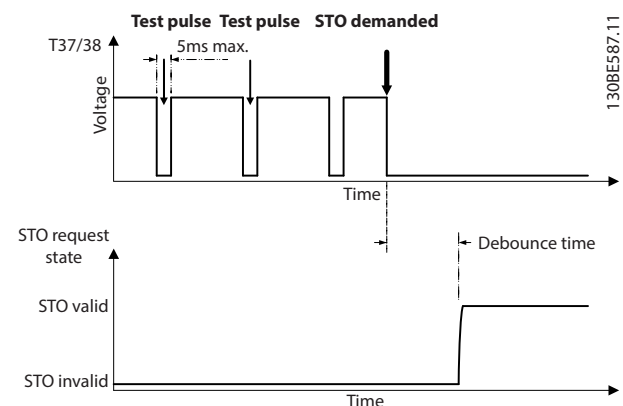 Test pulse Test pulse STO demanded
T37/38
5ms max.
Voltage
Time
130BE587.11
STO request
state
Debounce time
STO valid
STO invalid
Time